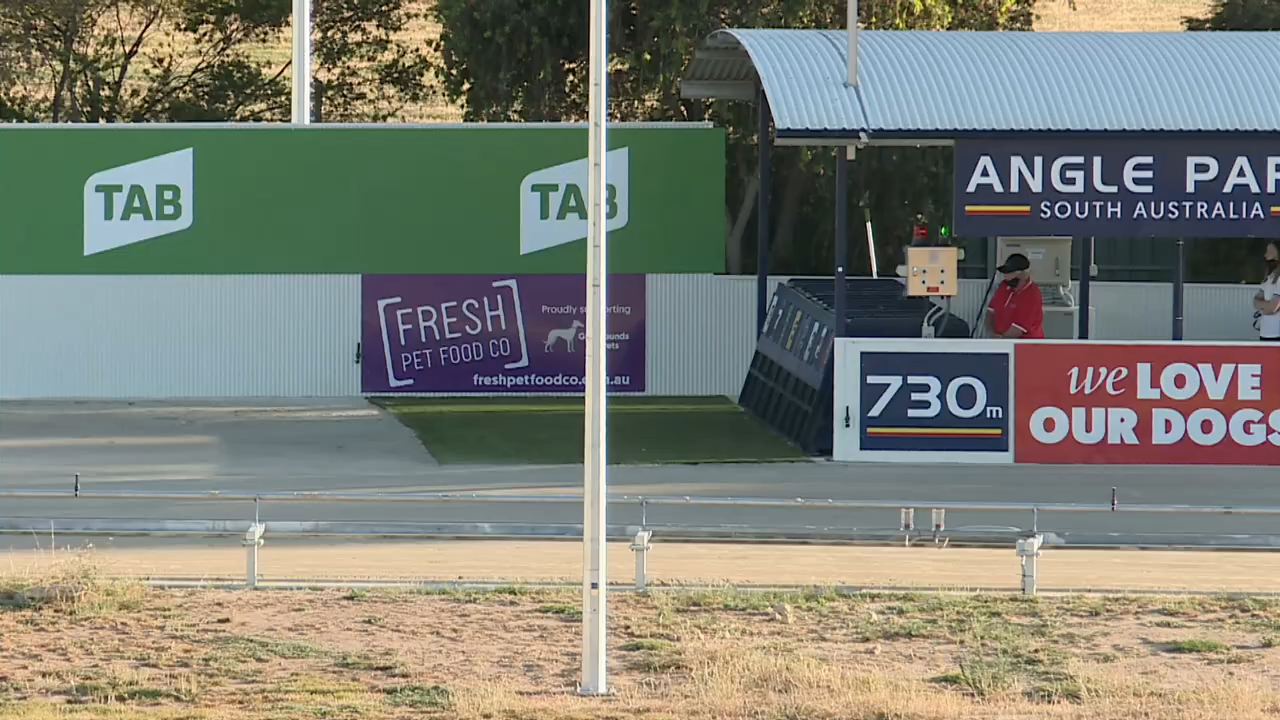 TAB
TAB
ANGLE PAR
SOUTH AUSTRALIA
FRESH
PET FOOD CO
Proudly supporting
freshpetfoodco.com.au
730m
we LOVE
OUR DOGS